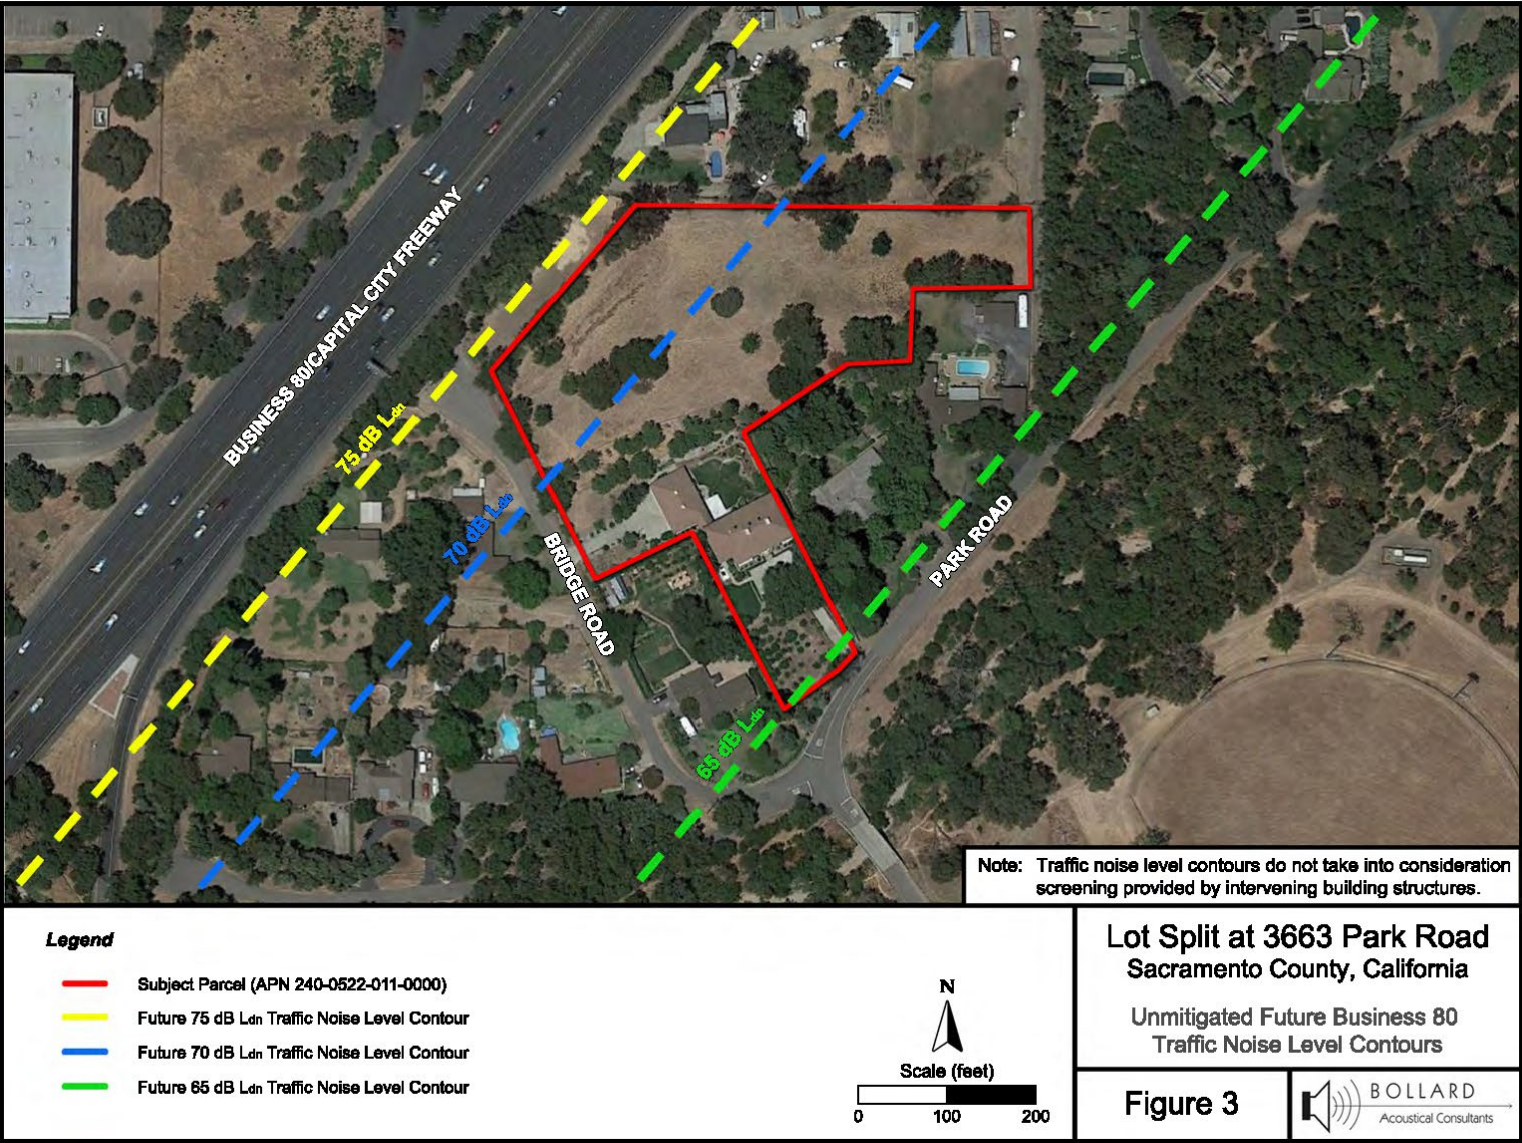 BUSINESS 80/CAPITAL CITY FREEWAY
75 dB Ldn
70 dB Ldn
BRIDGE ROAD
PARK ROAD
65 dB Ldn
Note: Traffic noise level contours do not take into consideration
screening provided by intervening building structures.
Legend
Subject Parcel (APN 240-0522-011-0000)
Future 75 dB Ldn Traffic Noise Level Contour
Future 70 dB Ldn Traffic Noise Level Contour
Future 65 dB Ldn Traffic Noise Level Contour
N
Scale (feet)
0 100 200
Lot Split at 3663 Park Road
Sacramento County, California
Unmitigated Future Business 80
Traffic Noise Level Contours
Figure 3
BOLLARD
Acoustical Consultants